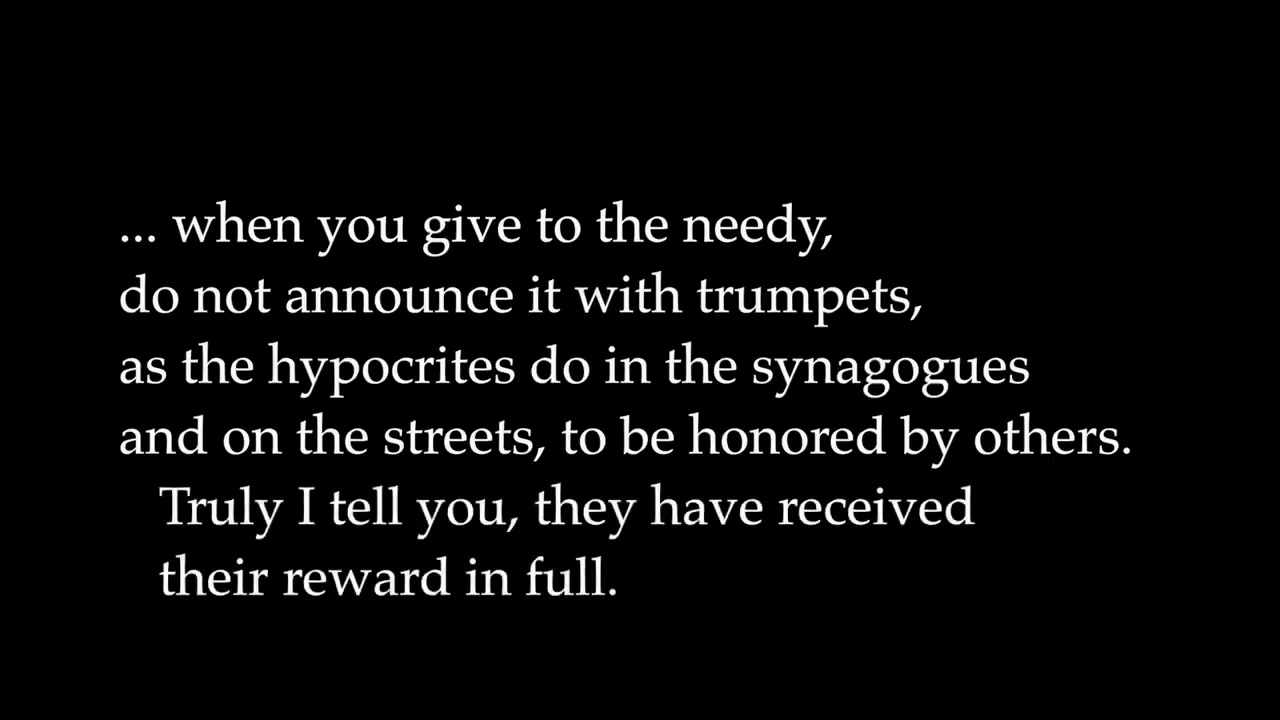 ... when you give to the needy,
do not announce it with trumpets,
as the hypocrites do in the synagogues
and on the streets, to be honored by others.
Truly I tell you, they have received
their reward in full.